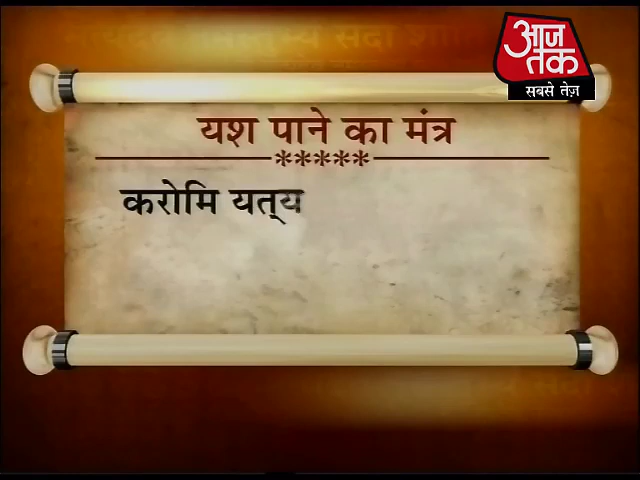 आज
तक
सबसे तेज़
यश पाने का मंत्र
*****
करोमि यत्य